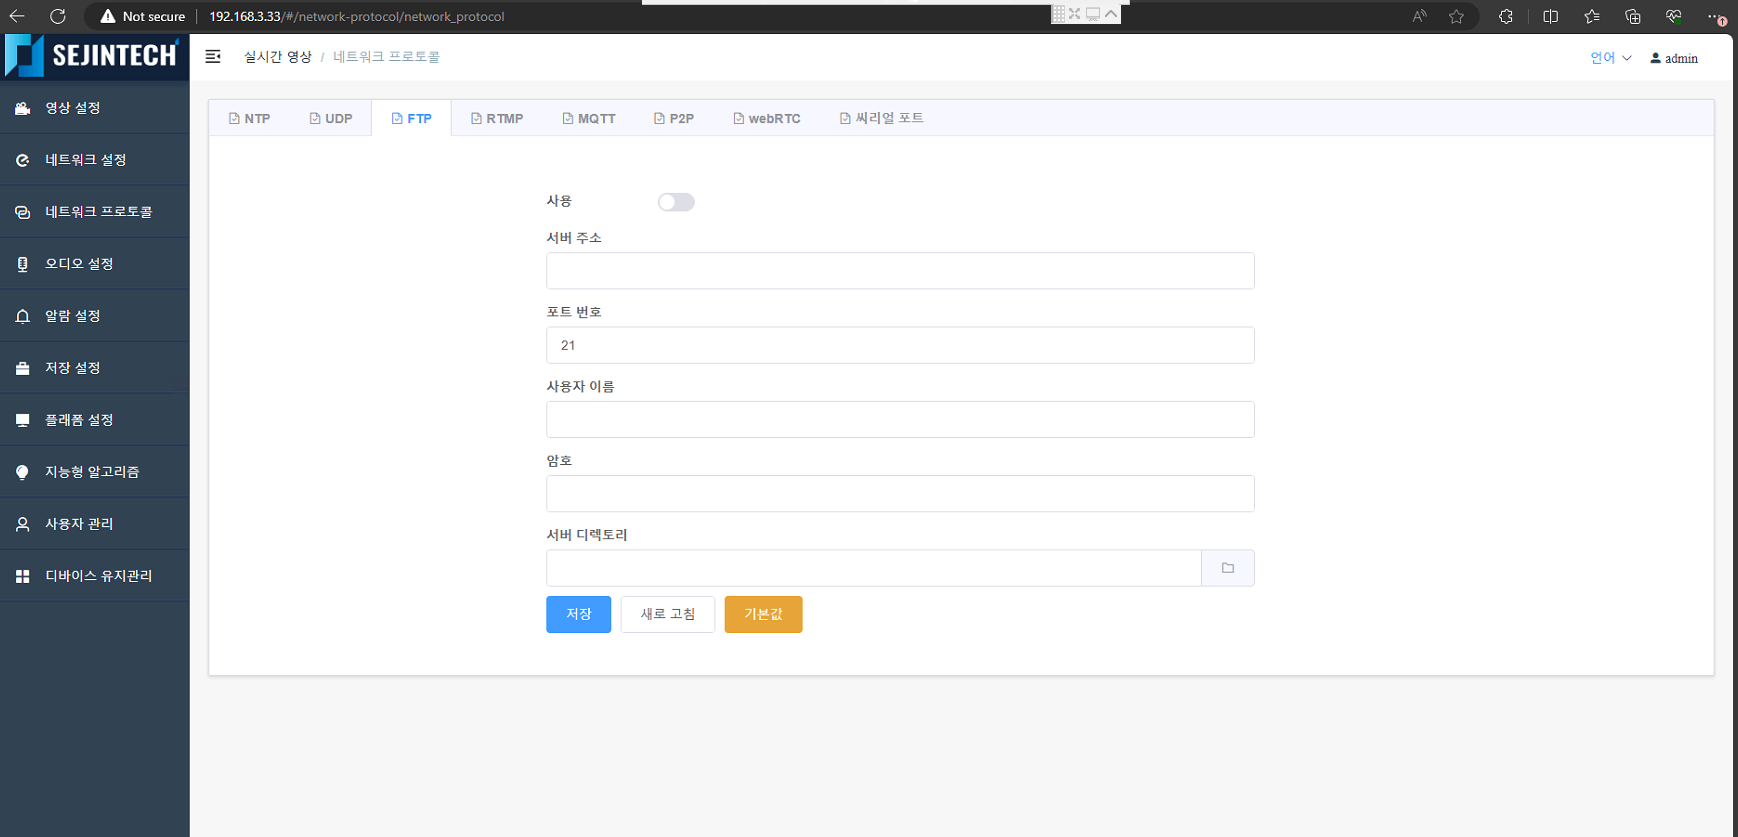 Not secure
192.168.3.33/#/network-protocol/network_protocol
SEJINTECH
실시간 영상 / 네트워크 프로토콜
언어
admin
영상 설정
네트워크 설정
네트워크 프로토콜
오디오 설정
알람 설정
저장 설정
플래폼 설정
지능형 알고리즘
사용자 관리
디바이스 유지관리
NTP UDP FTP RTMP MQTT P2P webRTC 씨리얼 포트
사용
서버 주소
포트 번호
21
사용자 이름
암호
서버 디렉토리
저장 새로 고침 기본값